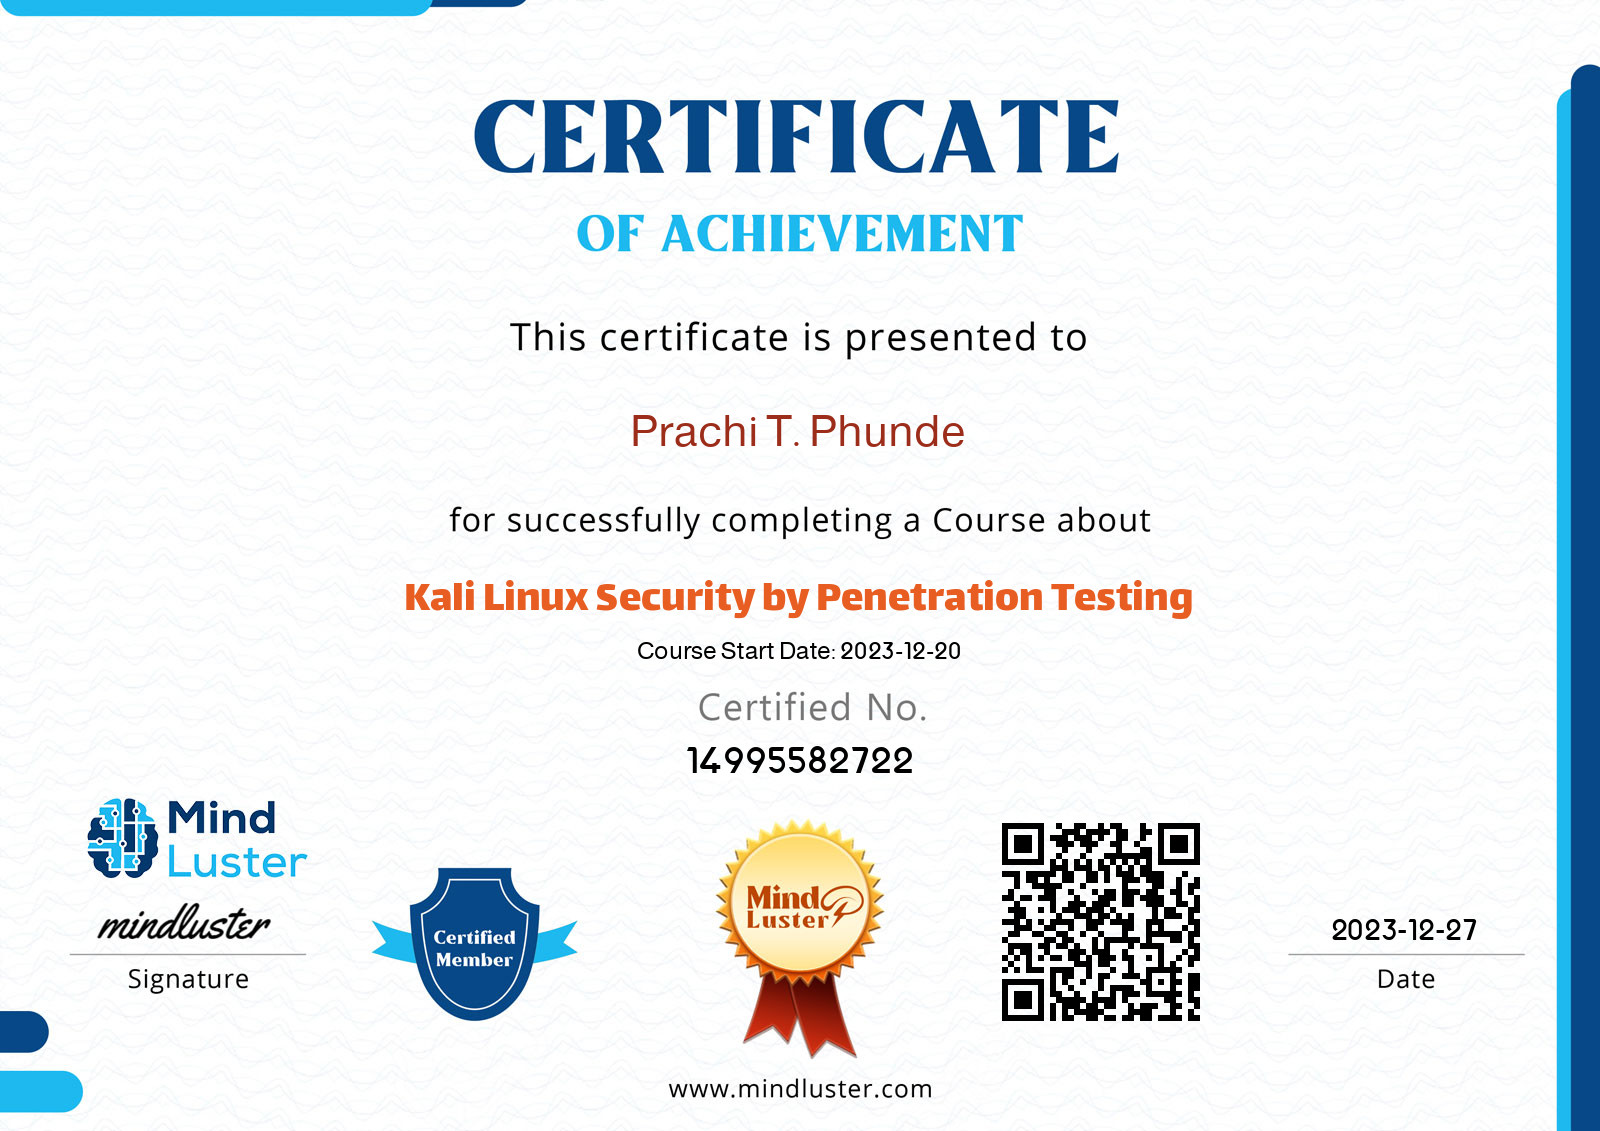 CERTIFICATE
OF ACHIEVEMENT
This certificate is presented to
Prachi T. Phunde
for successfully completing a Course about
Kali Linux Security by Penetration Testing
Course Start Date: 2023-12-20
Certified No.
14995582722
Mind
Luster
mindluster
Signature
Certified
Member
Mind
Luster
2023-12-27
Date
www.mindluster.com